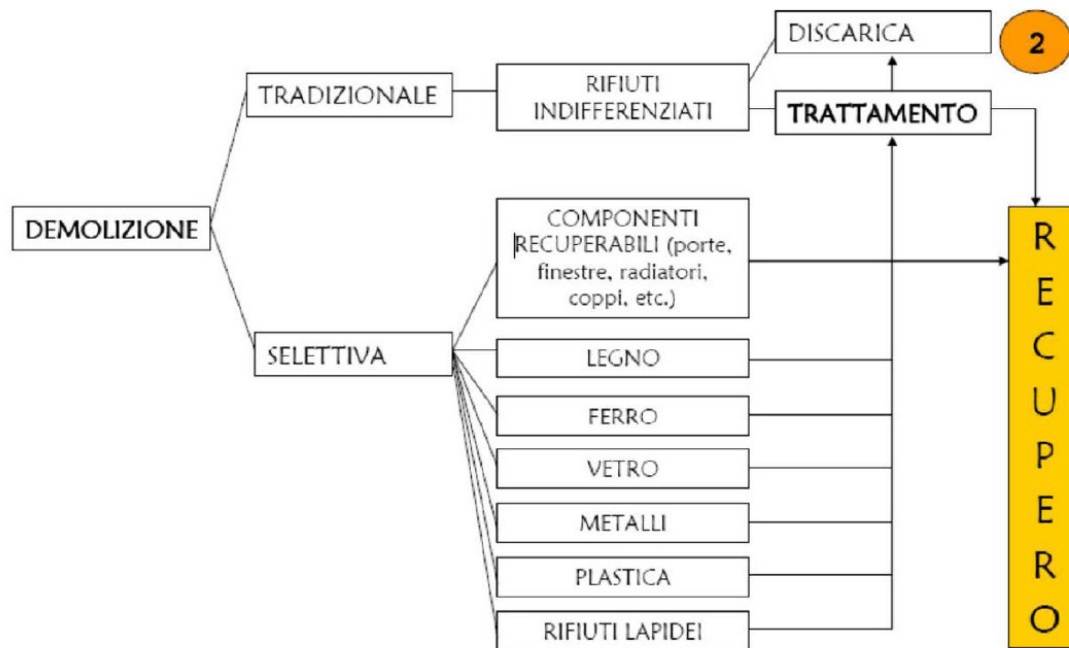 DISCARICA
2
TRADIZIONALE
RIFIUTI
INDIFFERENZIATI
TRATTAMENTO
DEMOLIZIONE
COMPONENTI
RECUPERABILI (porte,
finestre, radiatori,
coppi, etc.)
SELETTIVA
LEGNO
FERRO
VETRO
METALLI
PLASTICA
RIFIUTI LAPIDEI
RECUPERO